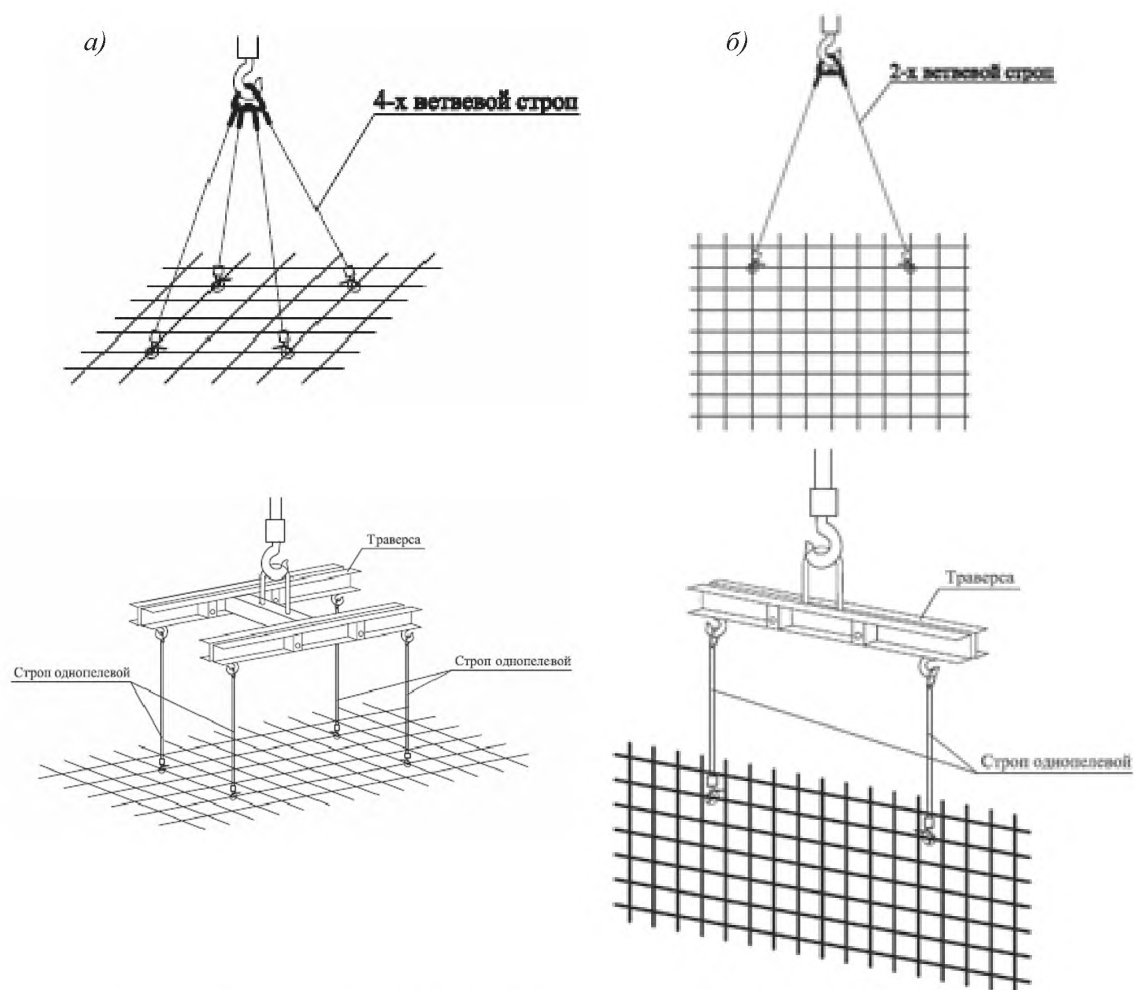 а)
б)
4-х ветвевой строп
2-х ветвевой строп
Траверса
Строп однопелевой
Строп однопелевой
Траверса
Строп однопелевой